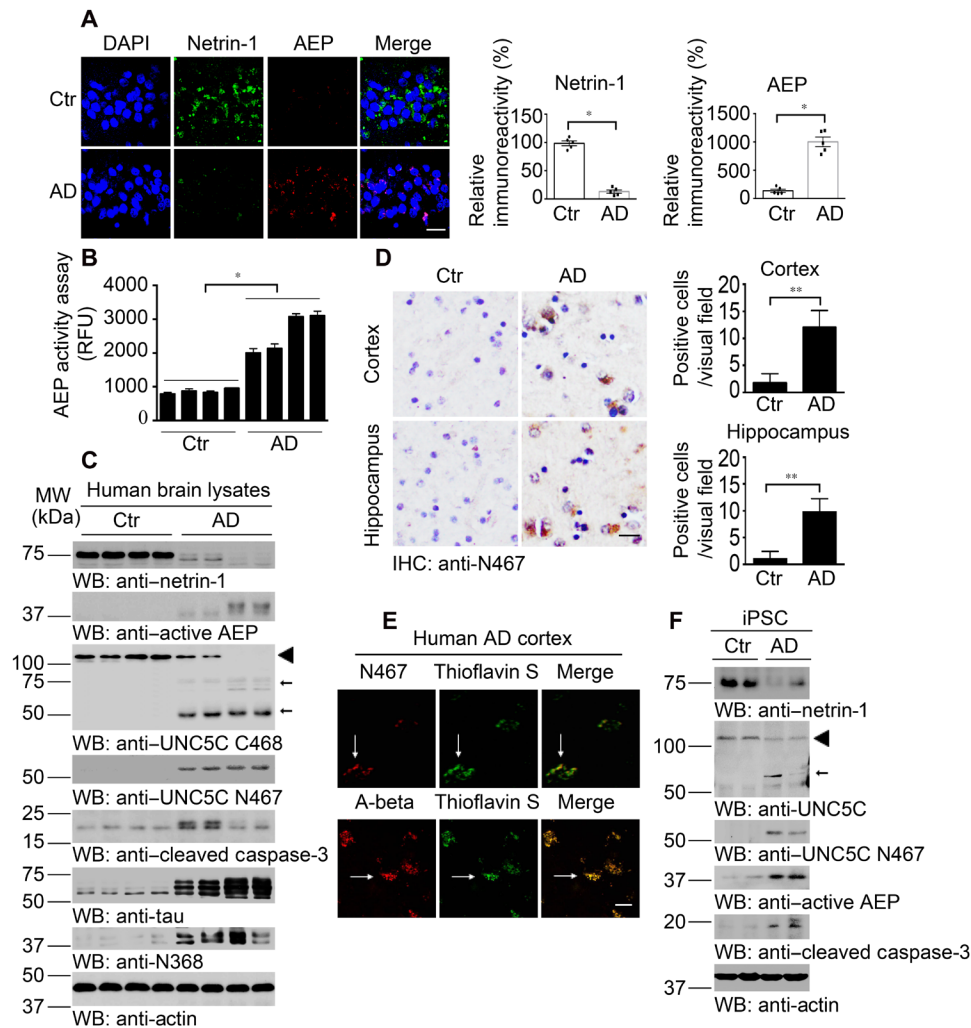 A
DAPI Netrin-1 AEP Merge
Ctr
AD
Relative
immunoreactivity (%)
Netrin-1
*
150
100
50
0
Ctr AD
Relative
immunoreactivity (%)
AEP
*
1500
1000
500
0
Ctr AD
B
AEP activity assay
(RFU)
*
4000
3000
2000
1000
0
Ctr AD
C
MW
(kDa)
Human brain lysates
Ctr AD
75
WB: anti–netrin-1
37
WB: anti–active AEP
100
75
50
WB: anti–UNC5C C468
50
WB: anti–UNC5C N467
25
15
WB: anti–cleaved caspase-3
75
50
WB: anti-tau
37
WB: anti-N368
50
37
WB: anti-actin
D
Ctr AD
Cortex
Hippocampus
IHC: anti-N467
Cortex
Positive cells
/visual field
**
20
15
10
5
0
Ctr AD
Hippocampus
Positive cells
/visual field
**
20
15
10
5
0
Ctr AD
E
Human AD cortex
N467 Thioflavin S Merge
A-beta Thioflavin S Merge
F
iPSC
Ctr AD
75
WB: anti–netrin-1
100
50
WB: anti-UNC5C
50
WB: anti–UNC5C N467
37
WB: anti–active AEP
20
WB: anti–cleaved caspase-3
37
WB: anti-actin